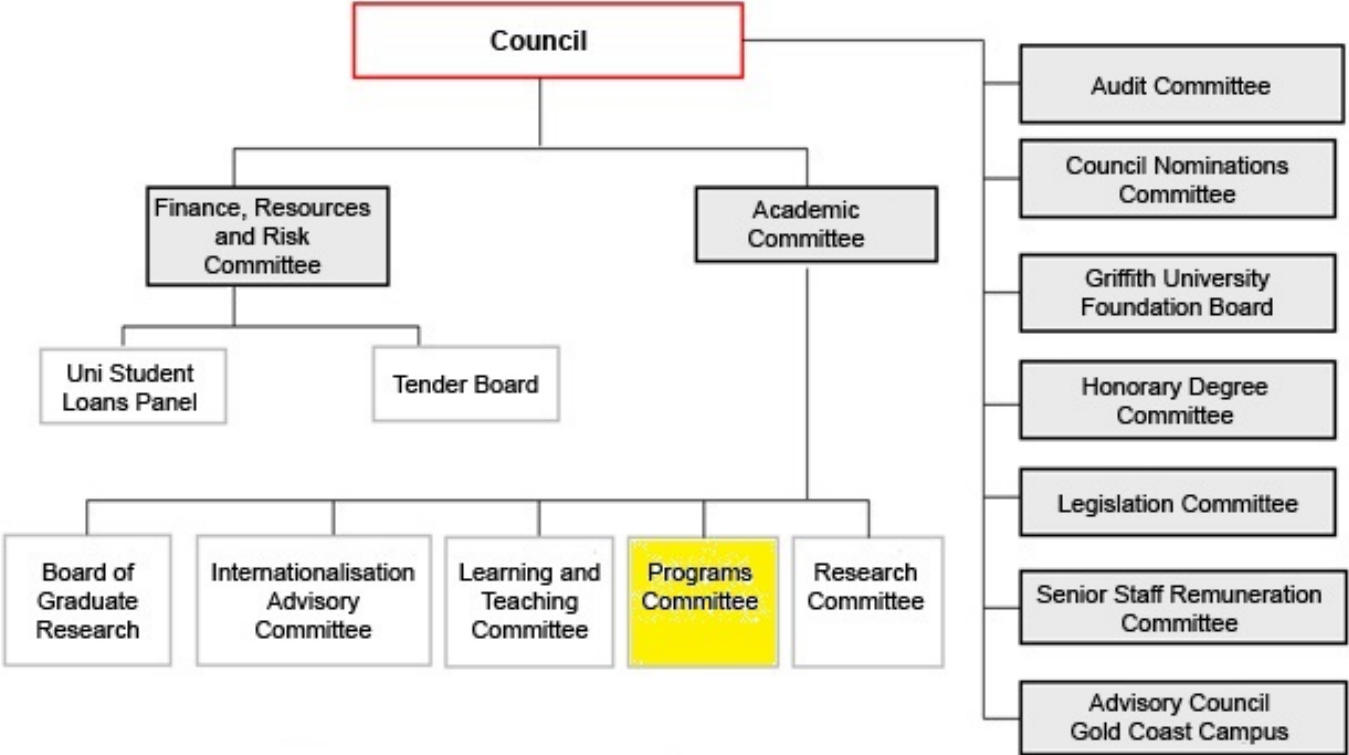 Council
Audit Committee
Council Nominations
Committee
Finance, Resources
and Risk
Committee
Academic
Committee
Griffith University
Foundation Board
Uni Student
Loans Panel
Tender Board
Honorary Degree
Committee
Legislation Committee
Board of
Graduate
Research
Internationalisation
Advisory
Committee
Learning and
Teaching
Committee
Programs
Committee
Research
Committee
Senior Staff Remuneration
Committee
Advisory Council
Gold Coast Campus